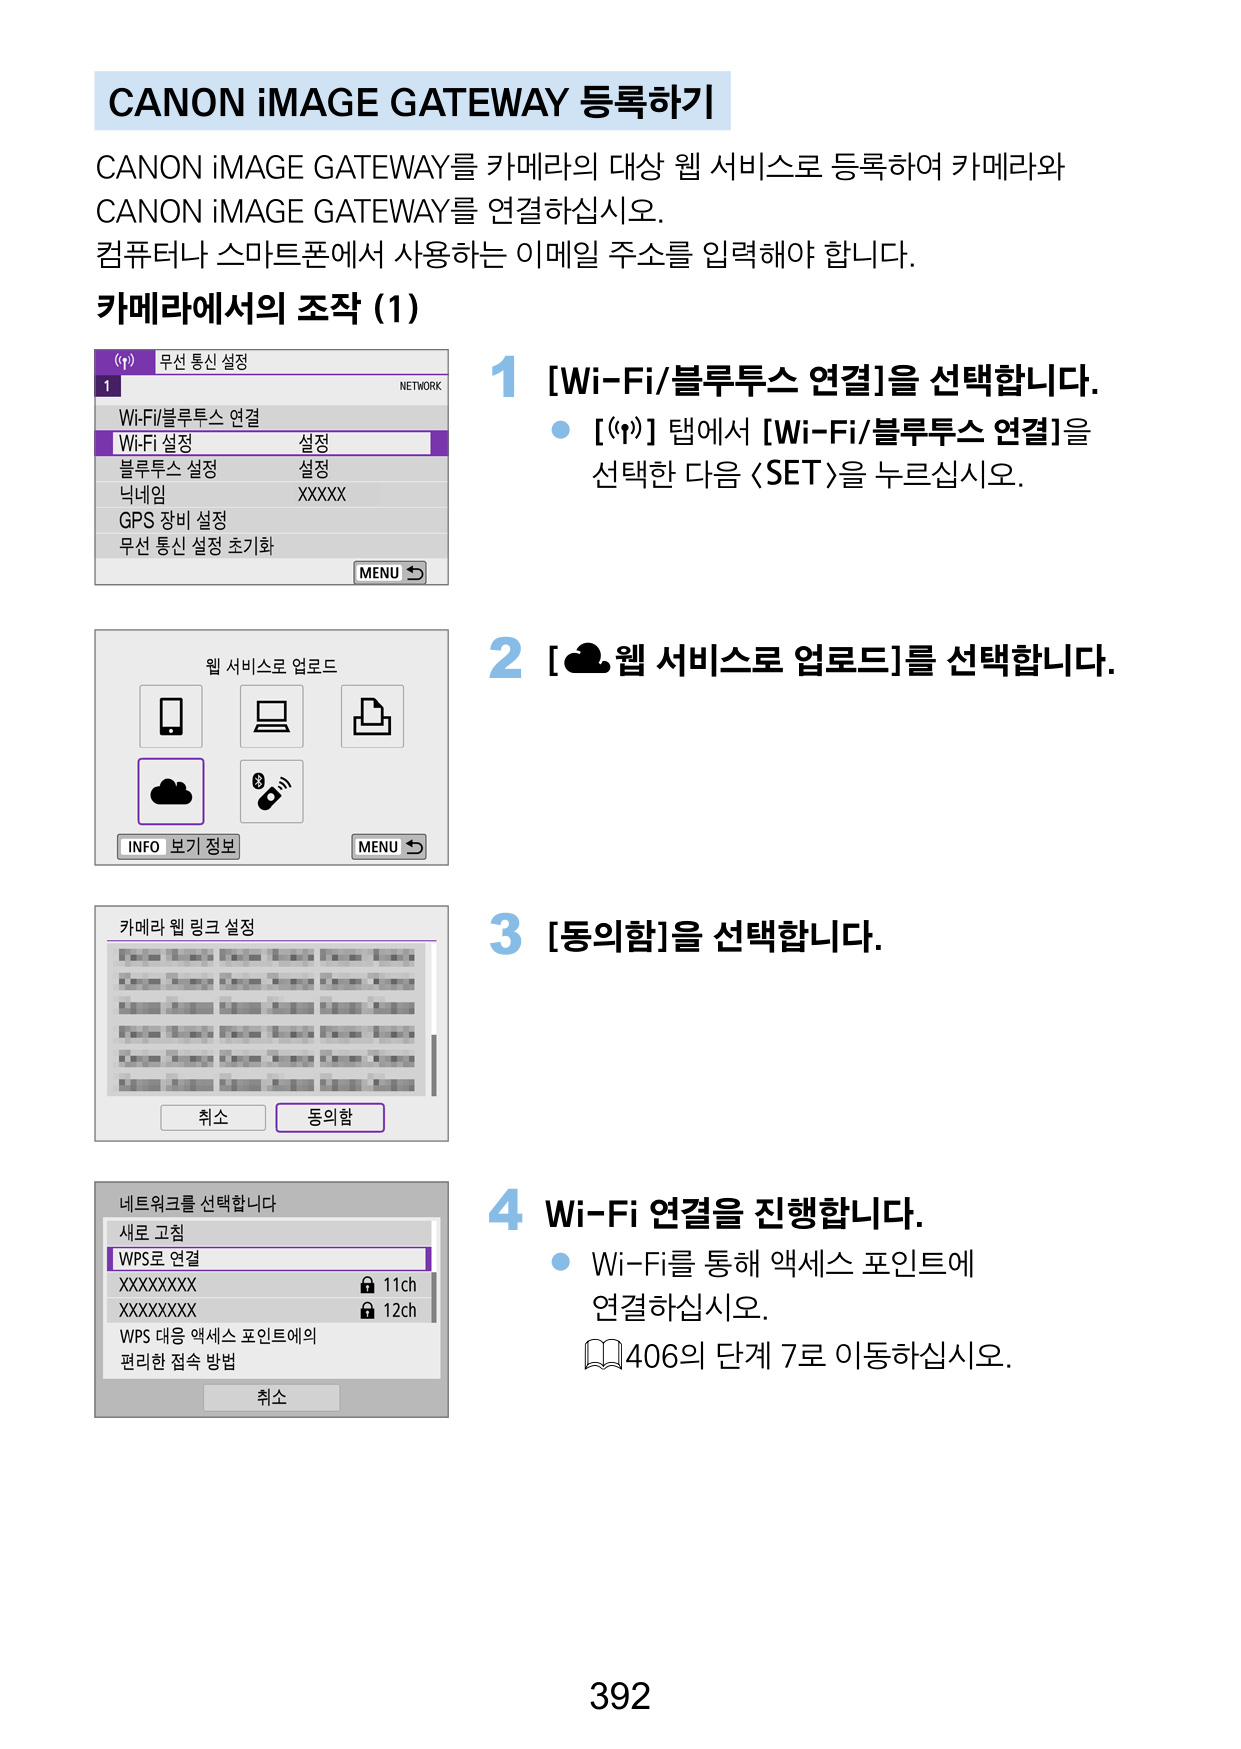 CANON iMAGE GATEWAY 등록하기
CANON iMAGE GATEWAY를 카메라의 대상 웹 서비스로 등록하여 카메라와
CANON iMAGE GATEWAY를 연결하십시오.
컴퓨터나 스마트폰에서 사용하는 이메일 주소를 입력해야 합니다.
카메라에서의 조작 (1)
무선 통신 설정
1
NETWORK
Wi-Fi/블루투스 연결
Wi-Fi 설정 설정
블루투스 설정 설정
닉네임 XXXXX
GPS 장비 설정
무선 통신 설정 초기화
MENU
1 [Wi-Fi/블루투스 연결]을 선택합니다.
● [] 탭에서 [Wi-Fi/블루투스 연결]을
선택한 다음 〈SET〉을 누르십시오.
웹 서비스로 업로드
INFO 보기 정보
MENU
2 [웹 서비스로 업로드]를 선택합니다.
카메라 웹 링크 설정
취소 동의함
3 [동의함]을 선택합니다.
네트워크를 선택합니다
새로 고침
WPS로 연결
XXXXXXXX 11ch
XXXXXXXX 12ch
WPS 대응 액세스 포인트에의
편리한 접속 방법
취소
4 Wi-Fi 연결을 진행합니다.
● Wi-Fi를 통해 액세스 포인트에
연결하십시오.
406의 단계 7로 이동하십시오.
392